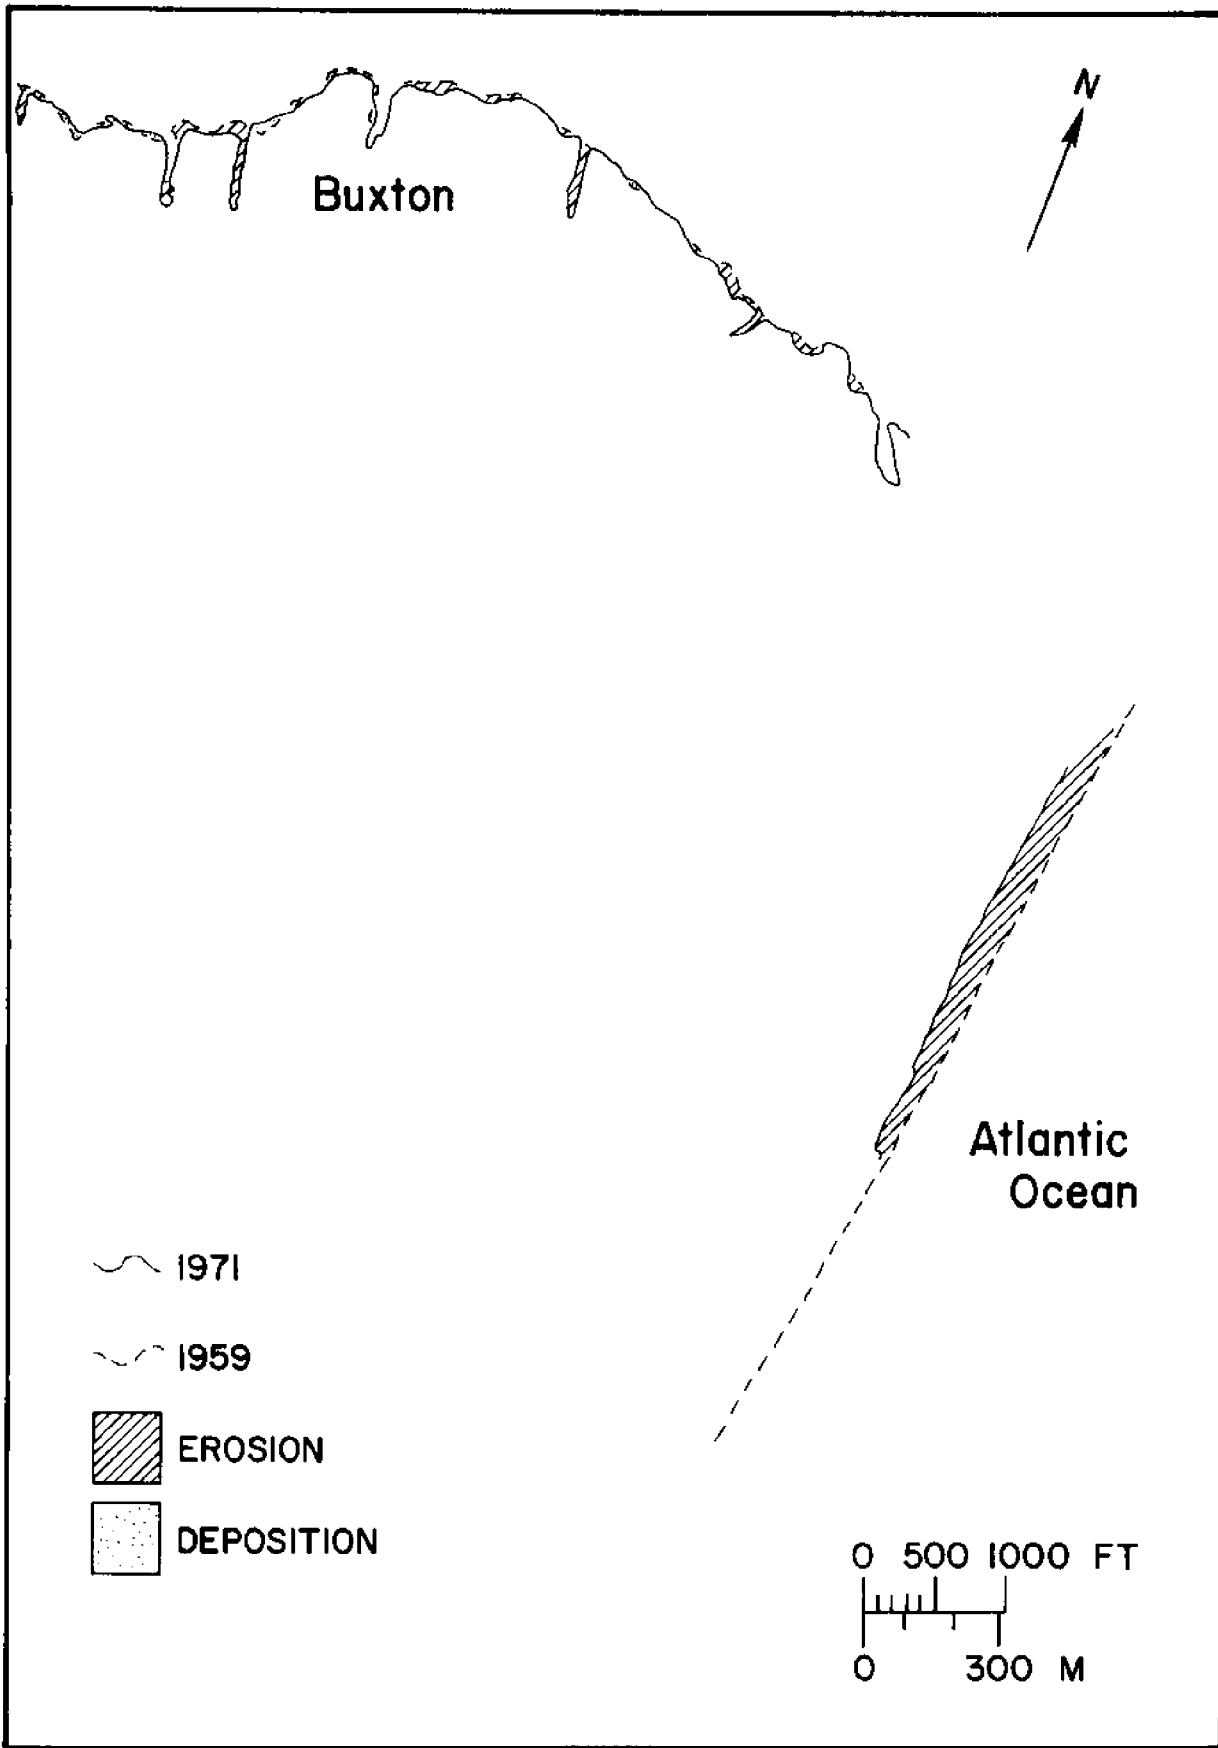 N
Buxton
Atlantic
Ocean
1971
1959
EROSION
DEPOSITION
0 500 1000 FT
0 300 M